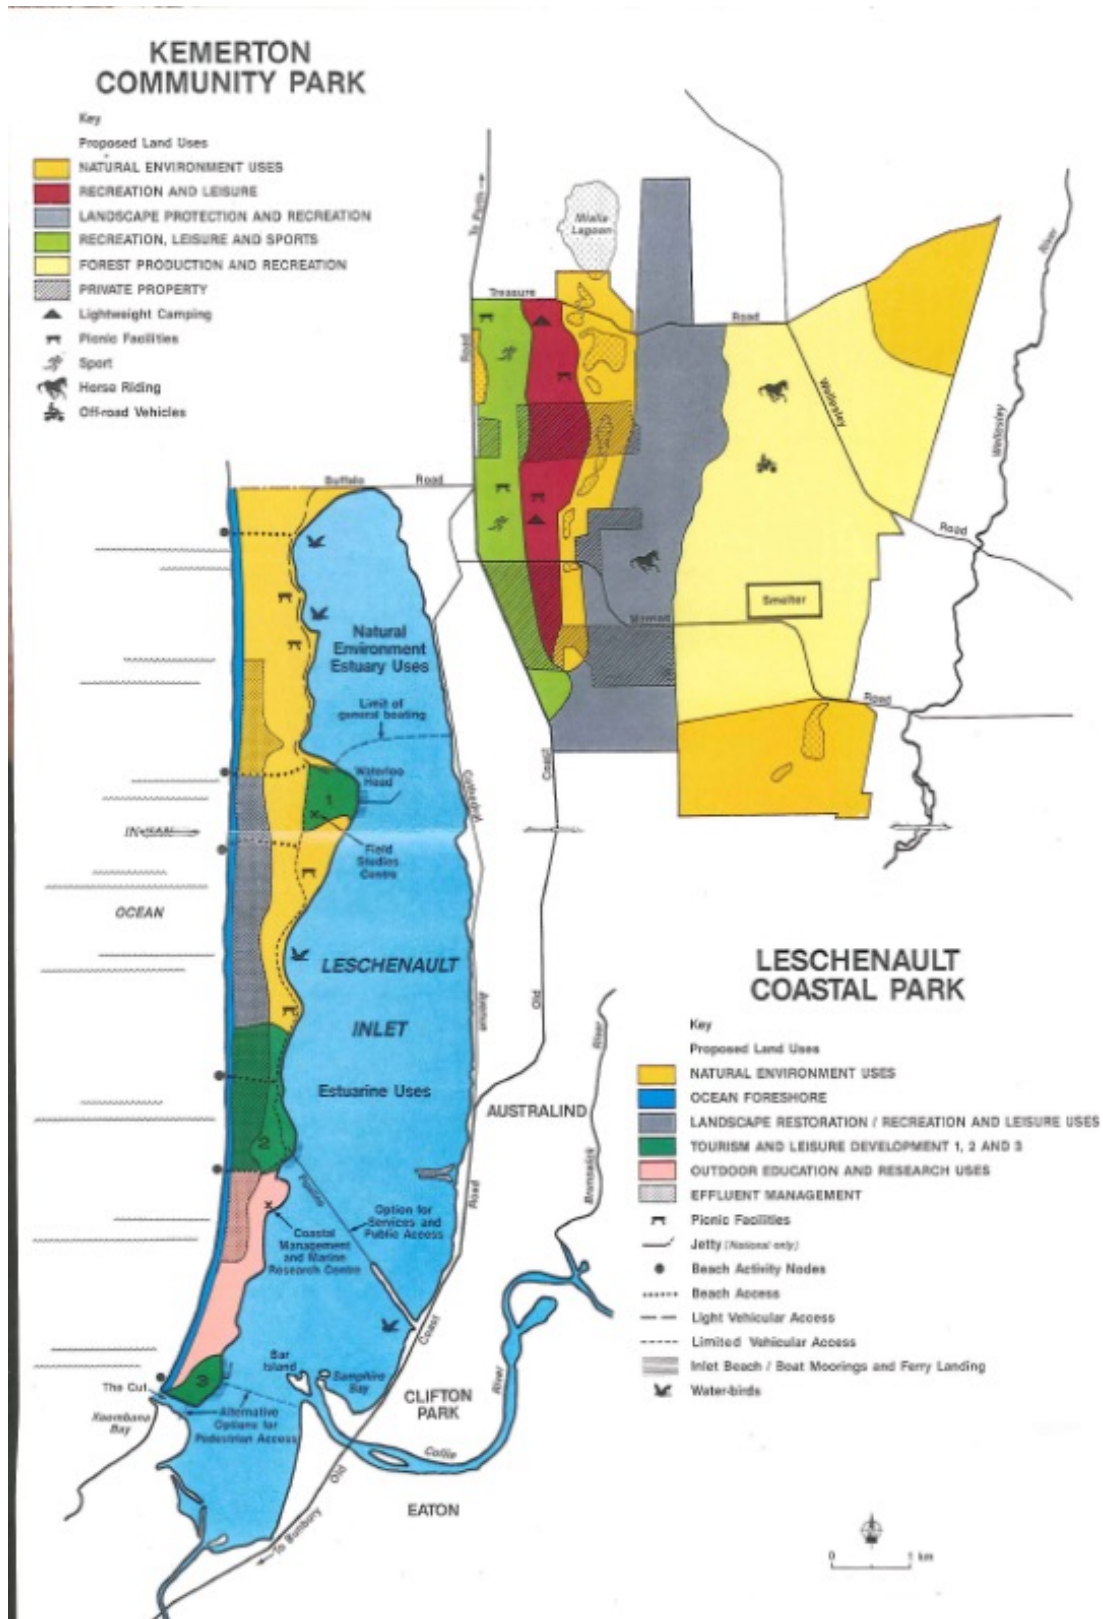 KEMERTON
COMMUNITY PARK
Key
Proposed Land Uses
NATURAL ENVIRONMENT USES
RECREATION AND LEISURE
LANDSCAPE PROTECTION AND RECREATION
RECREATION, LEISURE AND SPORTS
FOREST PRODUCTION AND RECREATION
PRIVATE PROPERTY
Lightweight Camping
Picnic Facilities
Sport
Horse Riding
Off-road Vehicles
To Perth
Mialla
Lagoon
Treasure
Road
Road
Wellesley
River
Wellesley
Road
Buffalo
Road
Smelter
Marriott
Road
Natural
Environment
Estuary Uses
Limit of
general boating
Waterloo
Head
1
Field
Studies
Centre
Cathedral
Coast
INDIAN
OCEAN
LESCHENAULT
INLET
Avenue
Old
Estuarine Uses
AUSTRALIND
River
Brunswick
2
Pipeline
Option for
Services and
Public Access
Road
Coastal
Management
and Marine
Research Centre
Coast
Bar
Island
Samphire
Bay
3
The Cut
Koombana
Bay
Alternative
Options for
Pedestrian Access
CLIFTON
PARK
River
Collie
Old
EATON
To Bunbury
LESCHENAULT
COASTAL PARK
Key
Proposed Land Uses
NATURAL ENVIRONMENT USES
OCEAN FORESHORE
LANDSCAPE RESTORATION / RECREATION AND LEISURE USES
TOURISM AND LEISURE DEVELOPMENT 1, 2 AND 3
OUTDOOR EDUCATION AND RESEARCH USES
EFFLUENT MANAGEMENT
Picnic Facilities
Jetty (Notional only)
Beach Activity Nodes
Beach Access
Light Vehicular Access
Limited Vehicular Access
Inlet Beach / Boat Moorings and Ferry Landing
Water-birds
0 1 km